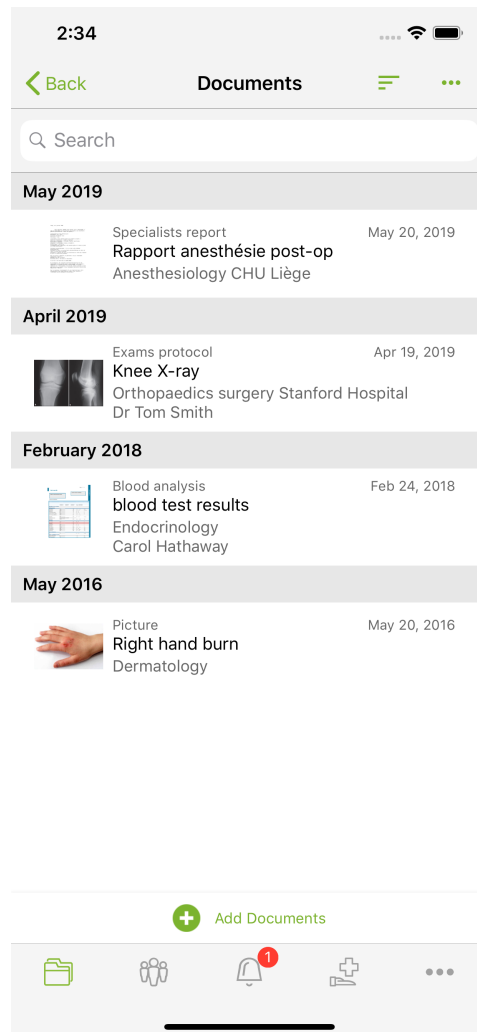 2:34
Back
Documents
Search
May 2019
Specialists report
May 20, 2019
Rapport anesthésie post-op
Anesthesiology CHU Liège
April 2019
Exams protocol
Apr 19, 2019
Knee X-ray
Orthopaedics surgery Stanford Hospital
Dr Tom Smith
February 2018
Blood analysis
Feb 24, 2018
blood test results
Endocrinology
Carol Hathaway
May 2016
Picture
May 20, 2016
Right hand burn
Dermatology
Add Documents
1